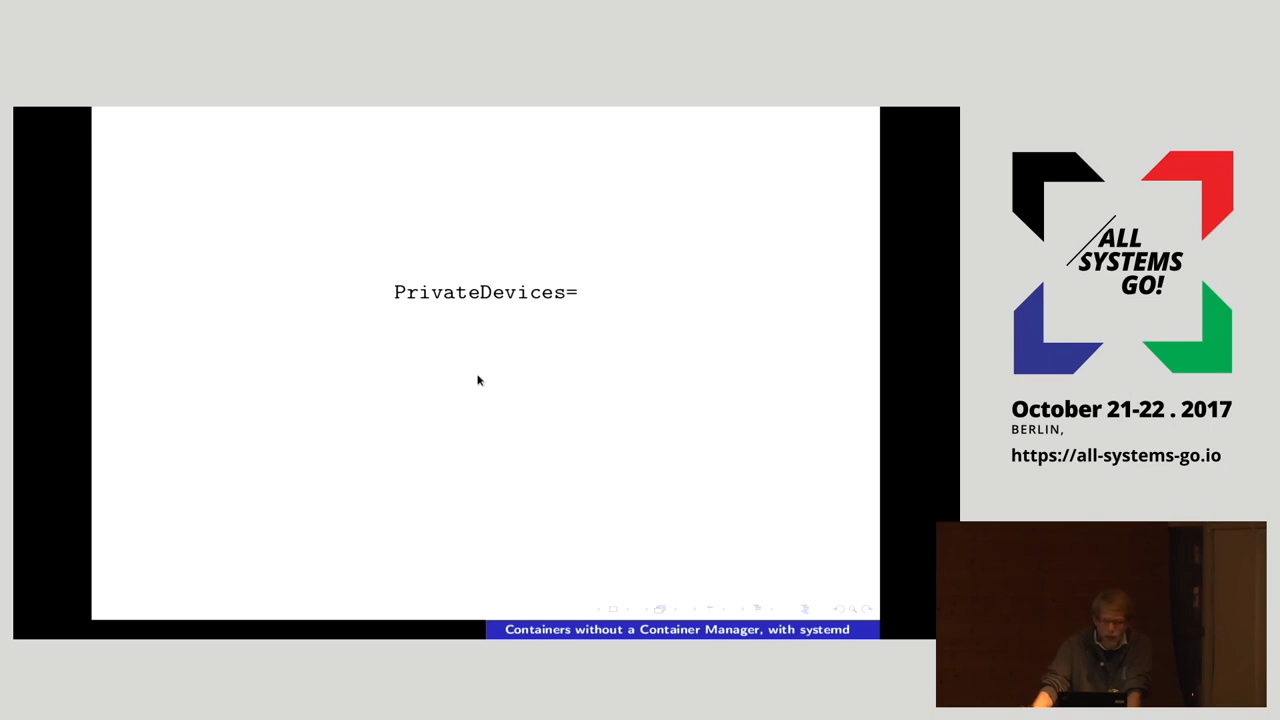 PrivateDevices=
Containers without a Container Manager, with systemd
ALL
SYSTEMS
GO!
October 21-22 . 2017
BERLIN,
https://all-systems-go.io